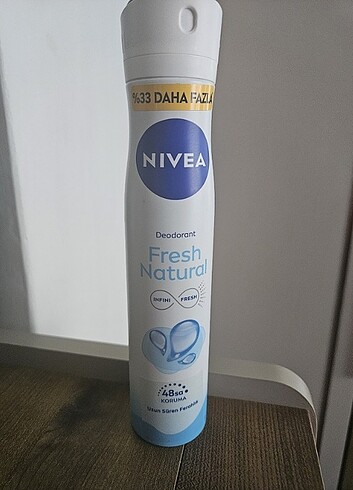 %33 DAHA FAZLA
NIVEA
Deodorant
Fresh
Natural
INFINI FRESH
48sa
KORUMA
Uzun Süren Ferahlık